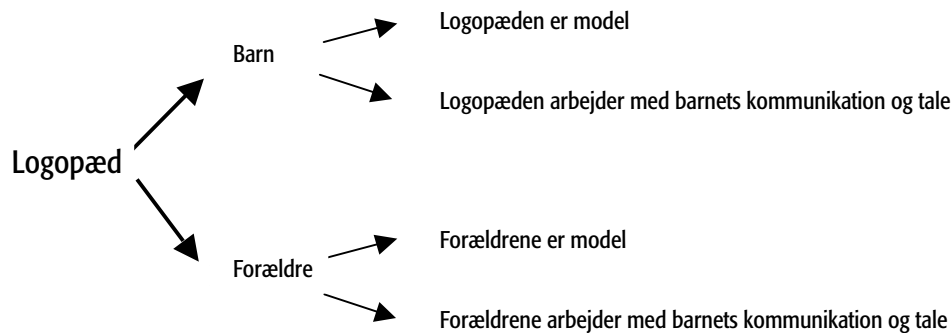 Logopæden er model
Barn
Logopæden arbejder med barnets kommunikation og tale
Logopæd
Forældrene er model
Forældre
Forældrene arbejder med barnets kommunikation og tale